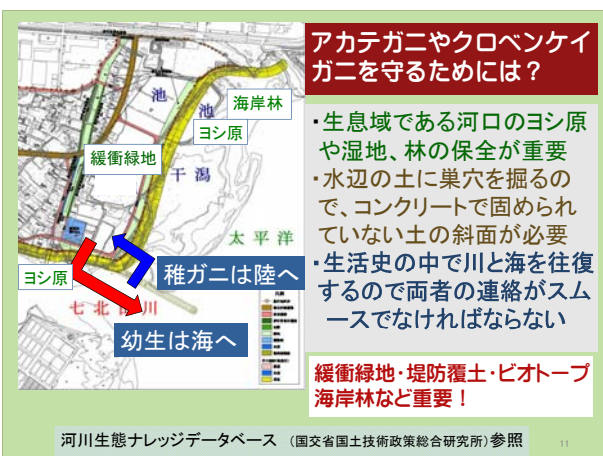 アカテガニやクロベンケイ
ガニを守るためには？
・生息域である河口のヨシ原
や湿地、林の保全が重要
・水辺の土に巣穴を掘るの
で、コンクリートで固められ
ていない土の斜面が必要
・生活史の中で川と海を往復
するので両者の連絡がスム
ースでなければならない
緩衝緑地・堤防覆土・ビオトープ
海岸林など重要！
池
池
海岸林
ヨシ原
緩衝緑地
干潟
太平洋
稚ガニは陸へ
ヨシ原
七北田川
幼生は海へ
河川生態ナレッジデータベース （国交省国土技術政策総合研究所）参照
11